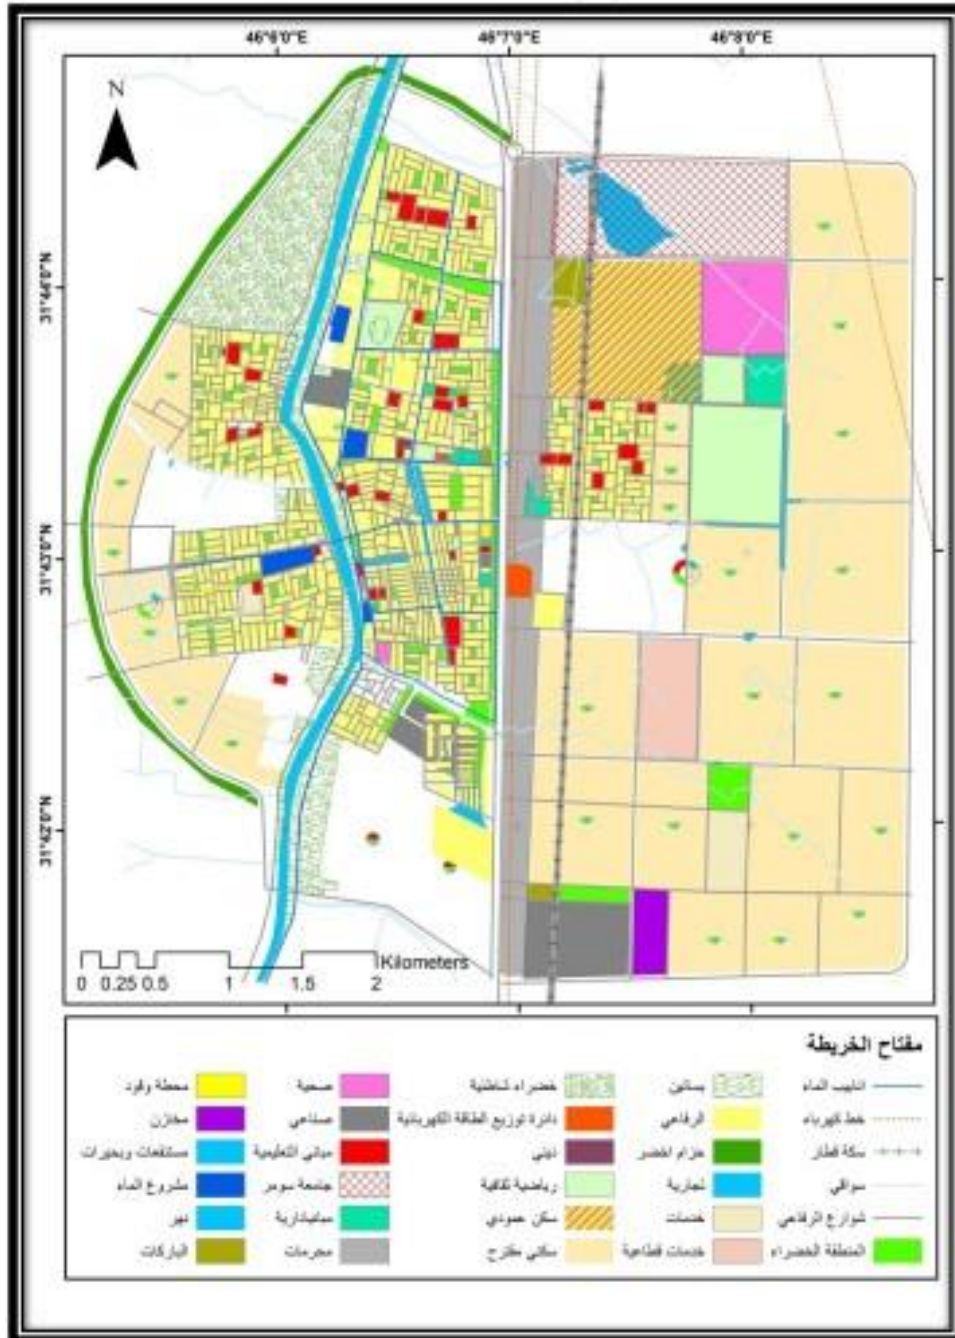 46°6'0"E 46°7'0"E 46°8'0"E
N
31°44'0"N
31°43'0"N
31°42'0"N
Kilometers
0 0.25 0.5 1 1.5 2
مفتاح الخريطة
انابيب الماء
بساتين
خضراء شاطئية
صحية
محطة وقود
خط كهرباء
الرفاعي
دائرة توزيع الطاقة الكهربائية
صناعي
مخازن
سكة قطار
حزام اخضر
ديني
مباني التعليمية
مستنقعات وبحيرات
سواقي
تجارية
رياضية ثقافية
جامعة سومر
مشروع الماء
شوارع الرفاعي
خدمات
سكن عمودي
نهر
المنطقة الخضراء
خدمات قطاعية
سكني مقترح
محرمات
الباركات